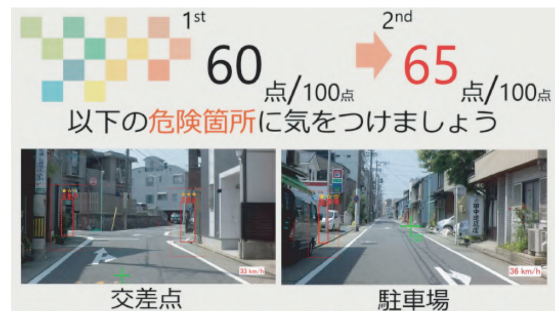 1st
2nd
60点/100点
65点/100点
以下の危険箇所に気をつけましょう
33 km/h
36 km/h
交差点
駐車場